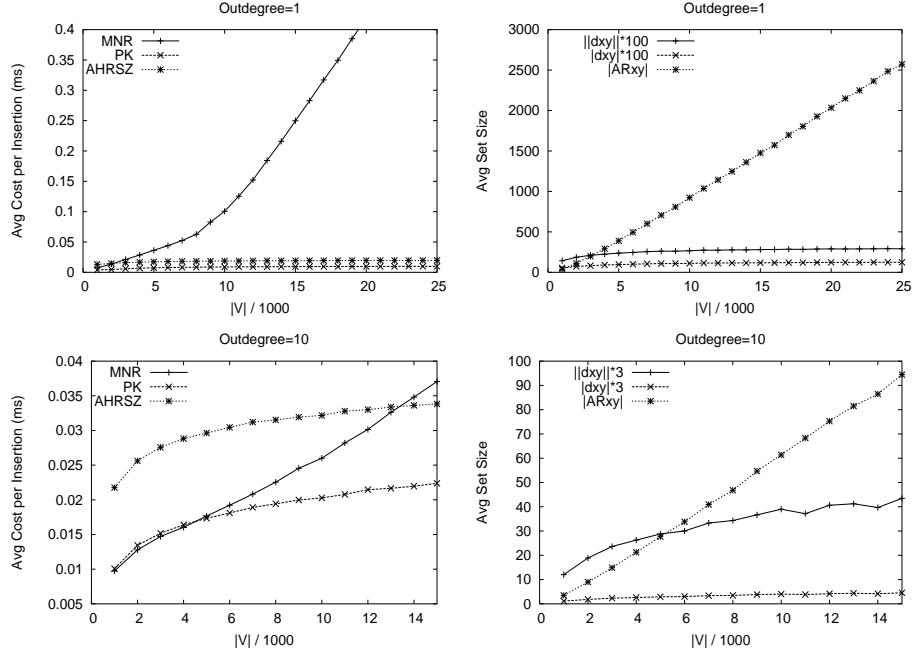 Outdegree=1
Avg Cost per Insertion (ms)
0.4
0.35
0.3
0.25
0.2
0.15
0.1
0.05
0
MNR
PK
AHRSZ
0 5 10 15 20 25
|V| / 1000
Outdegree=1
Avg Set Size
3000
2500
2000
1500
1000
500
0
||dxy||*100
|dxy|*100
|ARxy|
0 5 10 15 20 25
|V| / 1000
Outdegree=10
Avg Cost per Insertion (ms)
0.04
0.035
0.03
0.025
0.02
0.015
0.01
0.005
MNR
PK
AHRSZ
0 2 4 6 8 10 12 14
|V| / 1000
Outdegree=10
Avg Set Size
100
90
80
70
60
50
40
30
20
10
0
||dxy||*3
|dxy|*3
|ARxy|
0 2 4 6 8 10 12 14
|V| / 1000